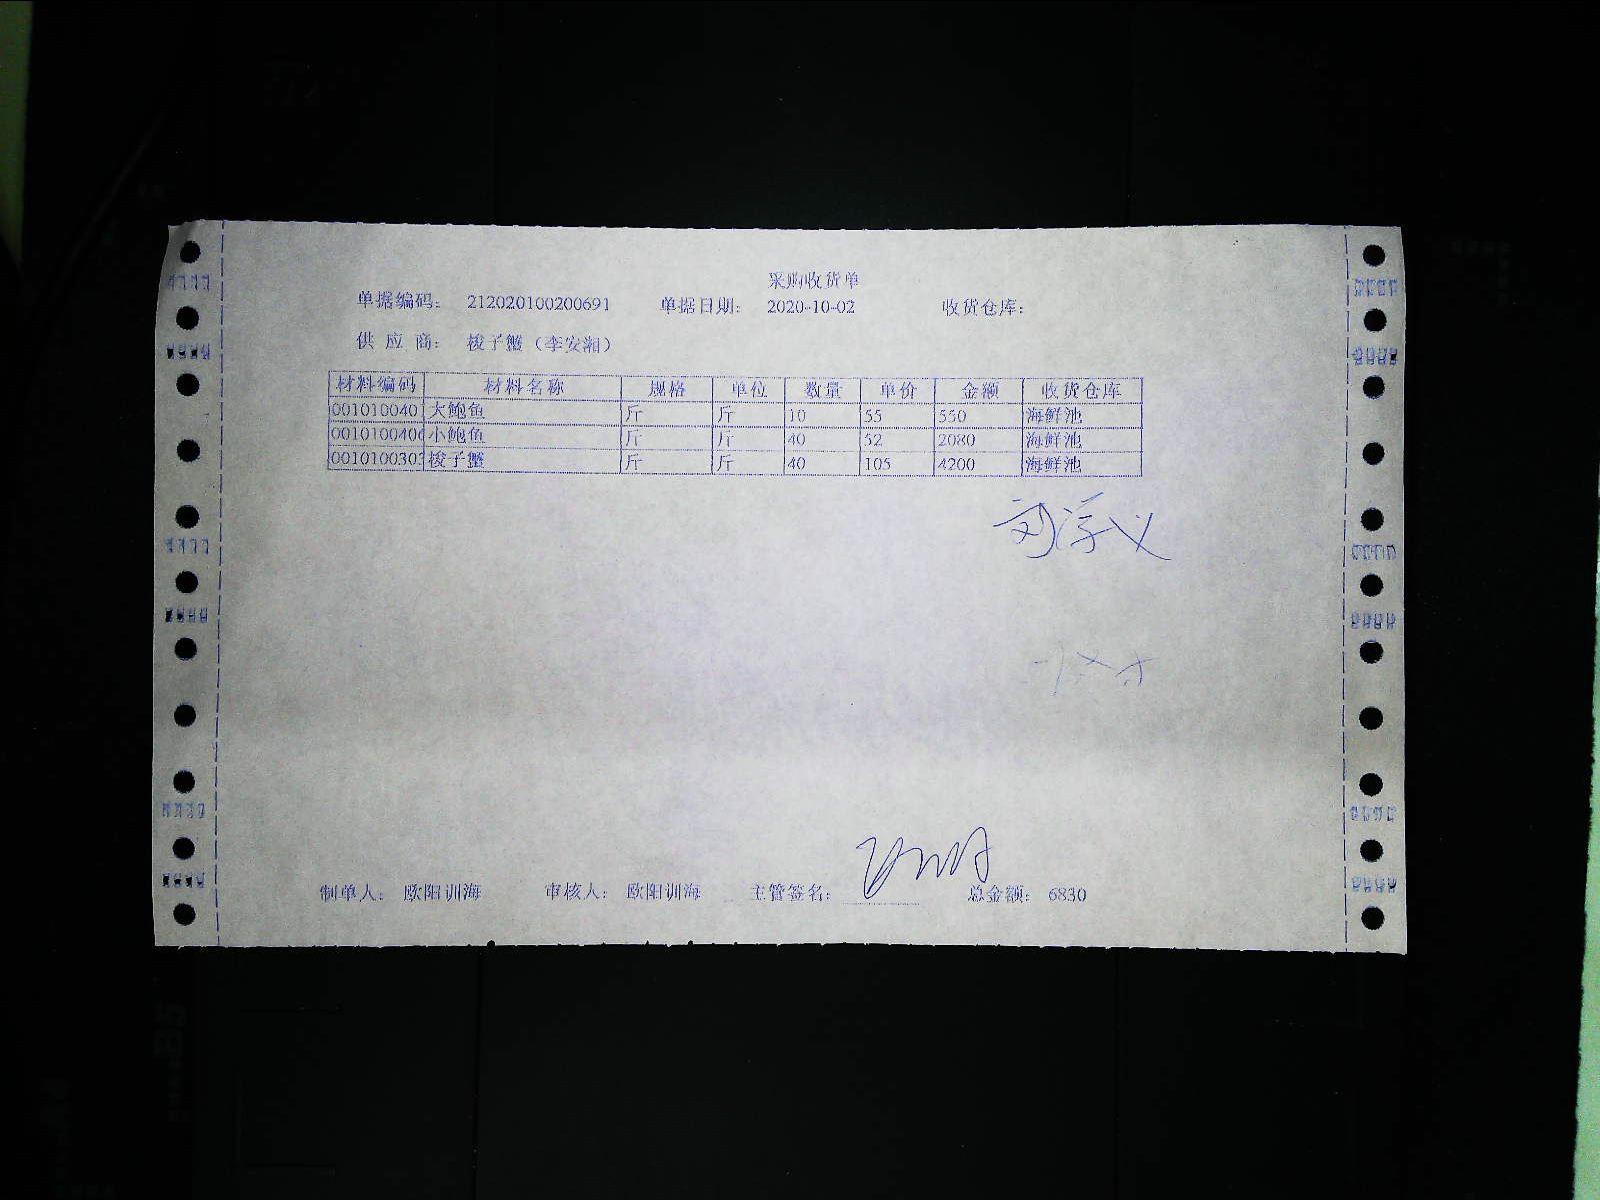 采购收货单
单据编码: 212020100200691 单据日期: 2020-10-02 收货仓库:
供应商: 梭子蟹（李安湘）
材料编码 材料名称 规格 单位 数量 单价 金额 收货仓库
001010040 大鲍鱼 斤 斤 10 55 550 海鲜池
001010040 小鲍鱼 斤 斤 40 52 2080 海鲜池
001010030 梭子蟹 斤 斤 40 105 4200 海鲜池
制单人: 欧阳训海 审核人: 欧阳训海 主管签名: 总金额: 6830